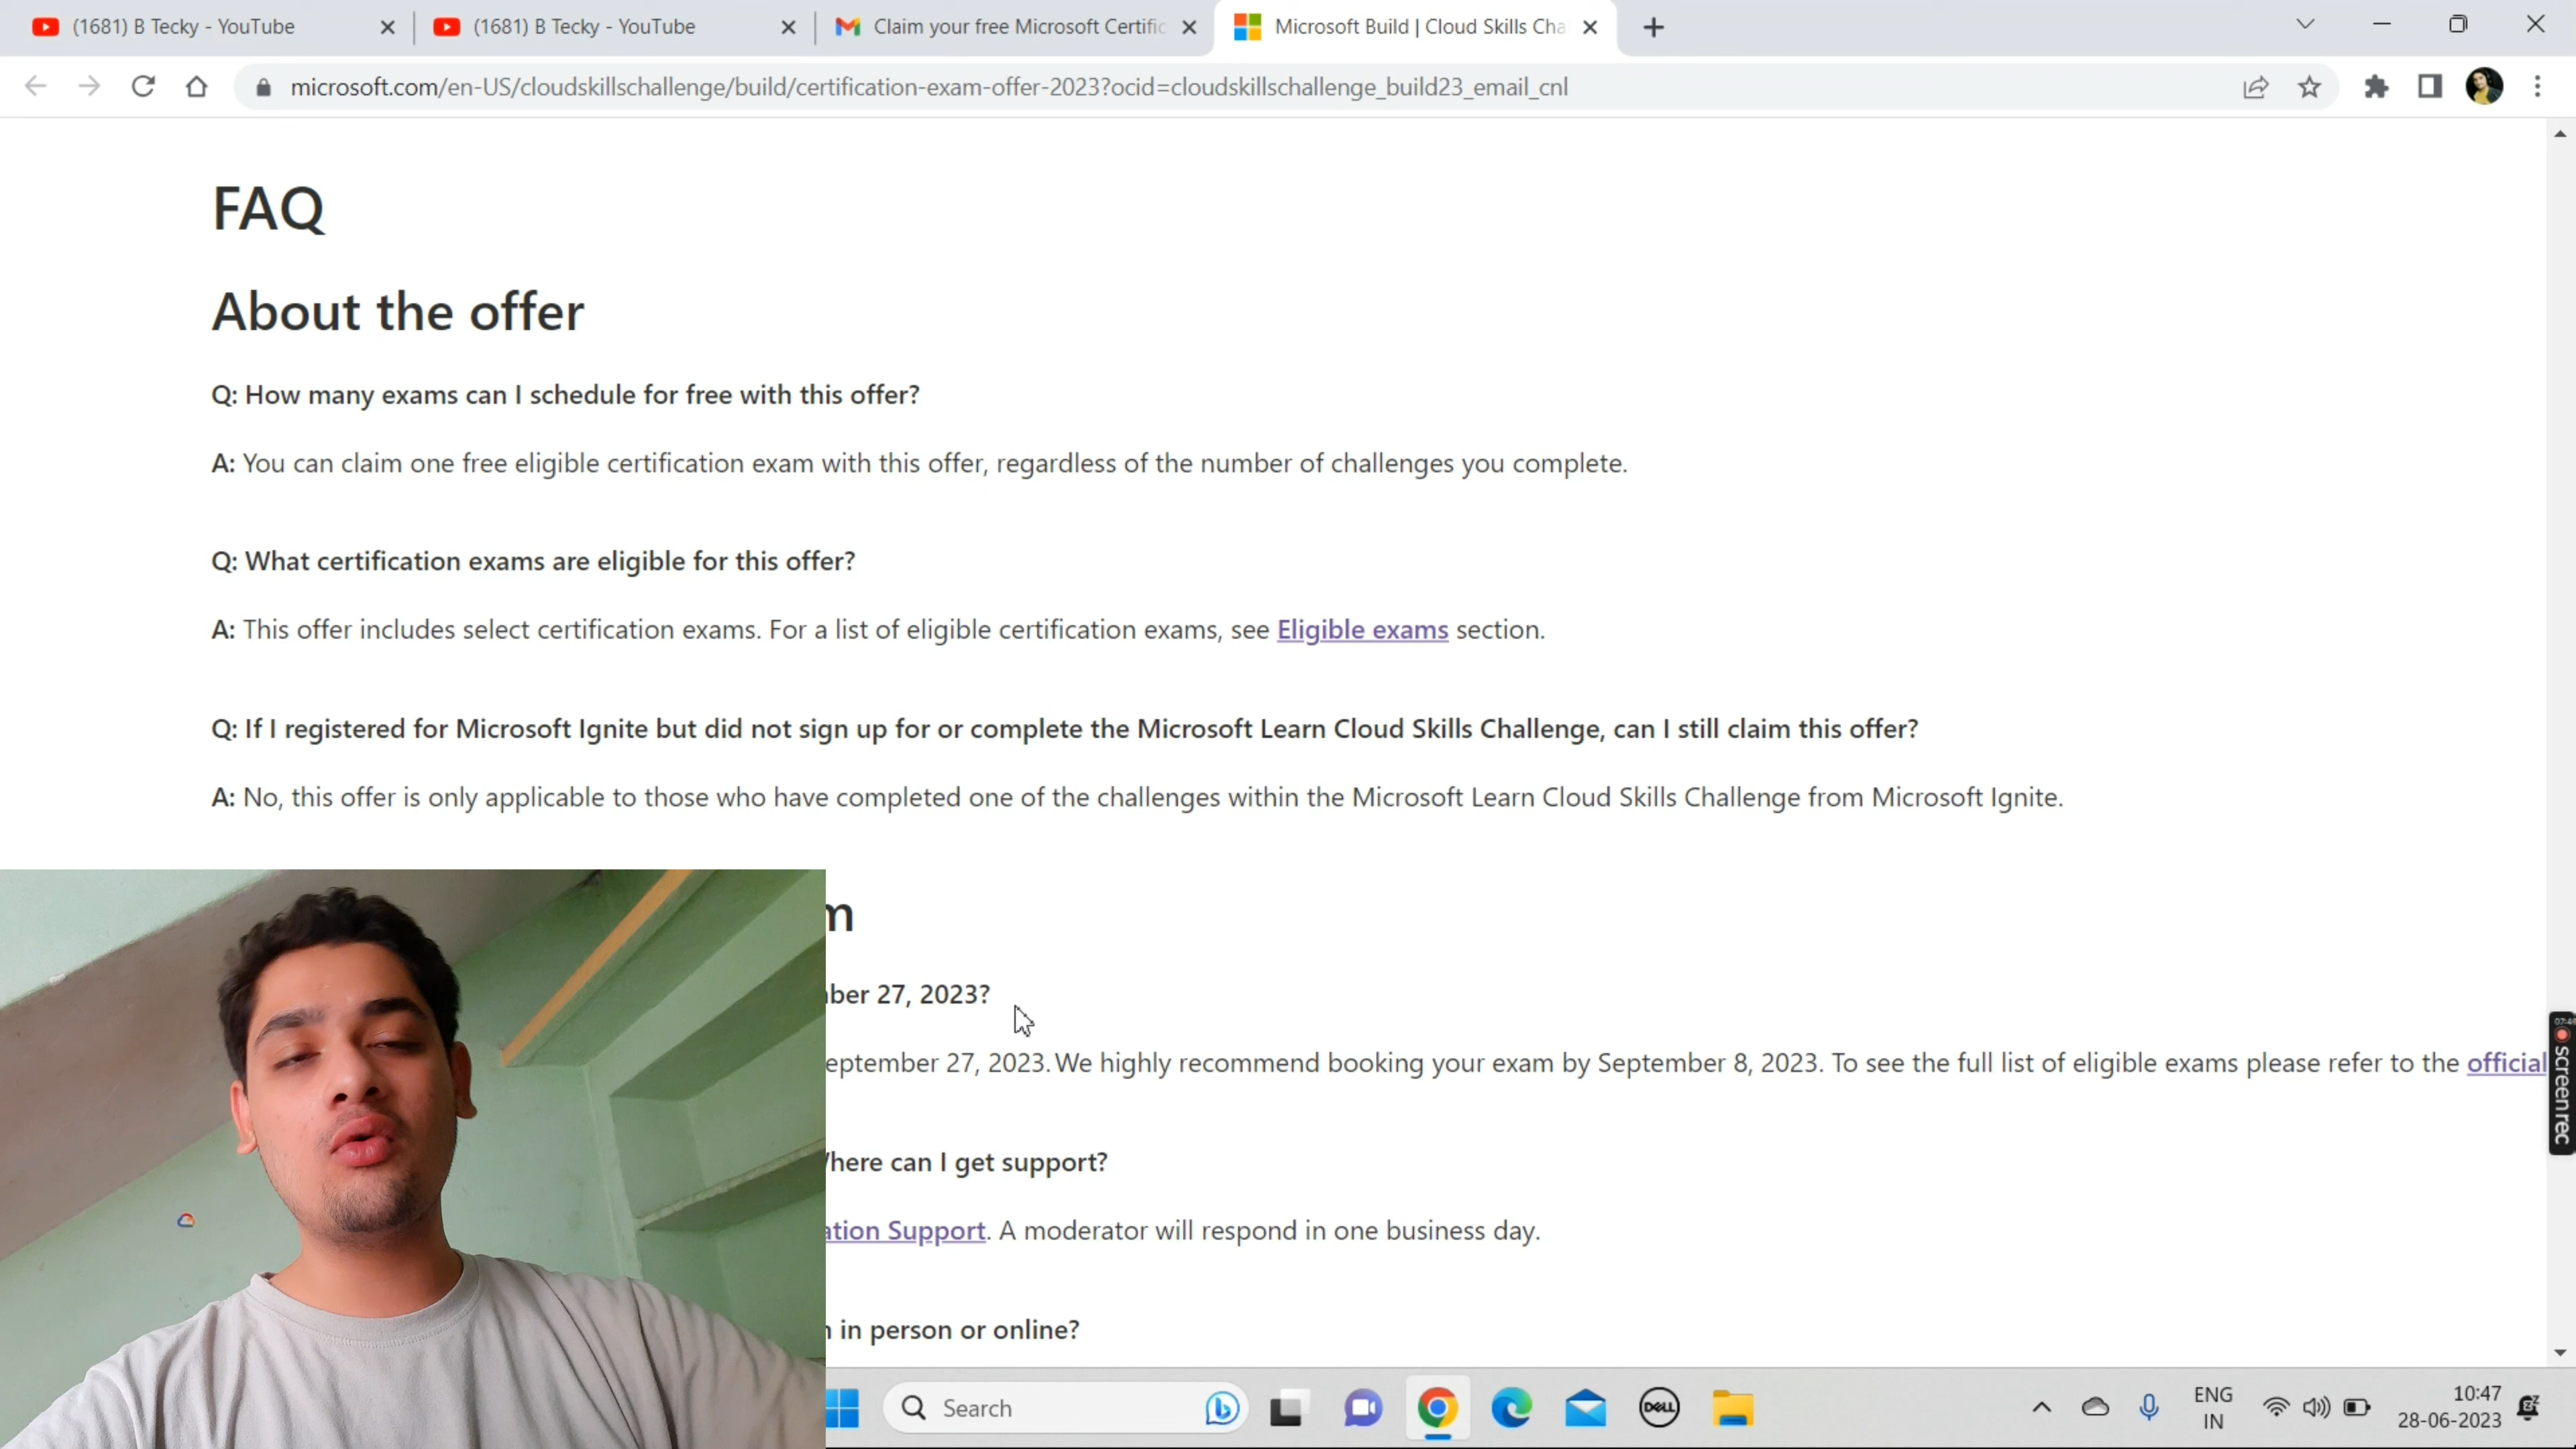 (1681) B Tecky - YouTube
(1681) B Tecky - YouTube
Claim your free Microsoft Certific
Microsoft Build | Cloud Skills Cha
microsoft.com/en-US/cloudskillschallenge/build/certification-exam-offer-2023?ocid=cloudskillschallenge_build23_email_cnl
FAQ
About the offer
Q: How many exams can I schedule for free with this offer?
A: You can claim one free eligible certification exam with this offer, regardless of the number of challenges you complete.
Q: What certification exams are eligible for this offer?
A: This offer includes select certification exams. For a list of eligible certification exams, see Eligible exams section.
Q: If I registered for Microsoft Ignite but did not sign up for or complete the Microsoft Learn Cloud Skills Challenge, can I still claim this offer?
A: No, this offer is only applicable to those who have completed one of the challenges within the Microsoft Learn Cloud Skills Challenge from Microsoft Ignite.
m
ber 27, 2023?
eptember 27, 2023. We highly recommend booking your exam by September 8, 2023. To see the full list of eligible exams please refer to the official
here can I get support?
ation Support. A moderator will respond in one business day.
n in person or online?
screenrec
Search
DELL
ENG
IN
10:47
28-06-2023